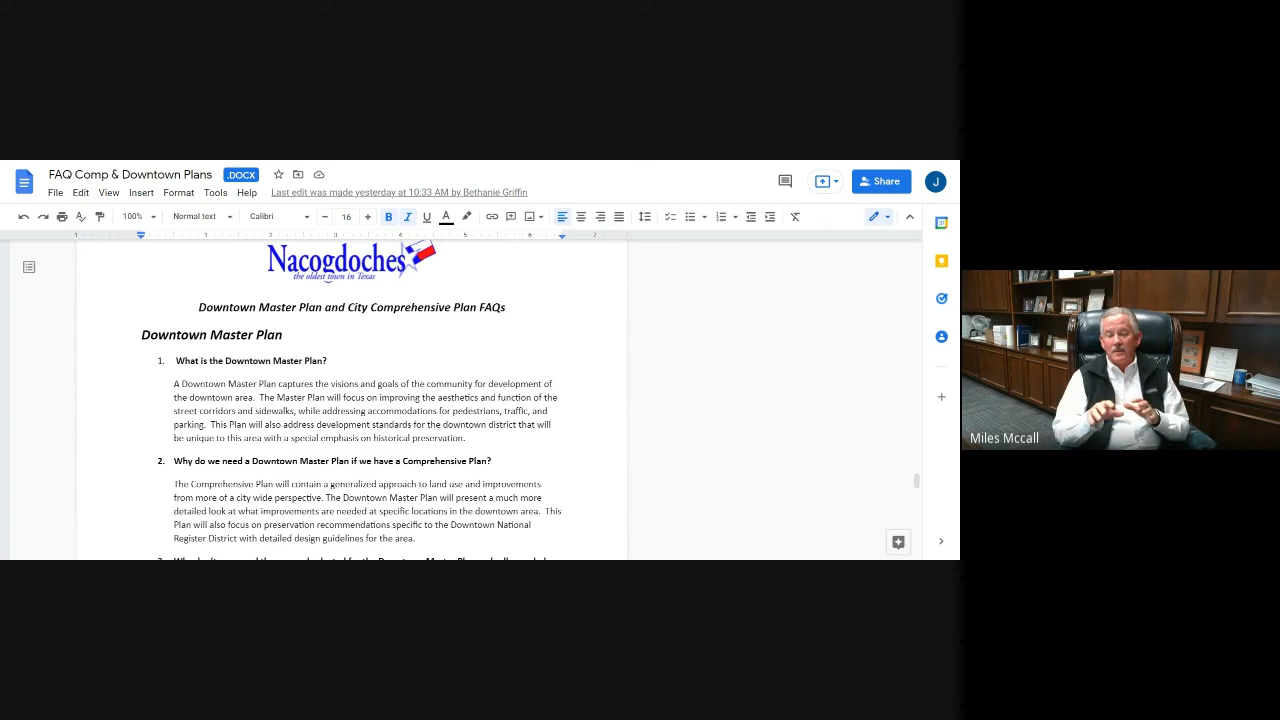 FAQ Comp & Downtown Plans .DOCX
File Edit View Insert Format Tools Help Last edit was made yesterday at 10:33 AM by Bethanie Griffin
Share
J
100% Normal text Calibri 16 B I U A
1 1 2 3 4 5 6 7
Nacogdoches
the oldest town in Texas
Downtown Master Plan and City Comprehensive Plan FAQs
Downtown Master Plan
1. What is the Downtown Master Plan?
A Downtown Master Plan captures the visions and goals of the community for development of
the downtown area. The Master Plan will focus on improving the aesthetics and function of the
street corridors and sidewalks, while addressing accommodations for pedestrians, traffic, and
parking. This Plan will also address development standards for the downtown district that will
be unique to this area with a special emphasis on historical preservation.
2. Why do we need a Downtown Master Plan if we have a Comprehensive Plan?
The Comprehensive Plan will contain a generalized approach to land use and improvements
from more of a city wide perspective. The Downtown Master Plan will present a much more
detailed look at what improvements are needed at specific locations in the downtown area. This
Plan will also focus on preservation recommendations specific to the Downtown National
Register District with detailed design guidelines for the area.
Miles Mccall